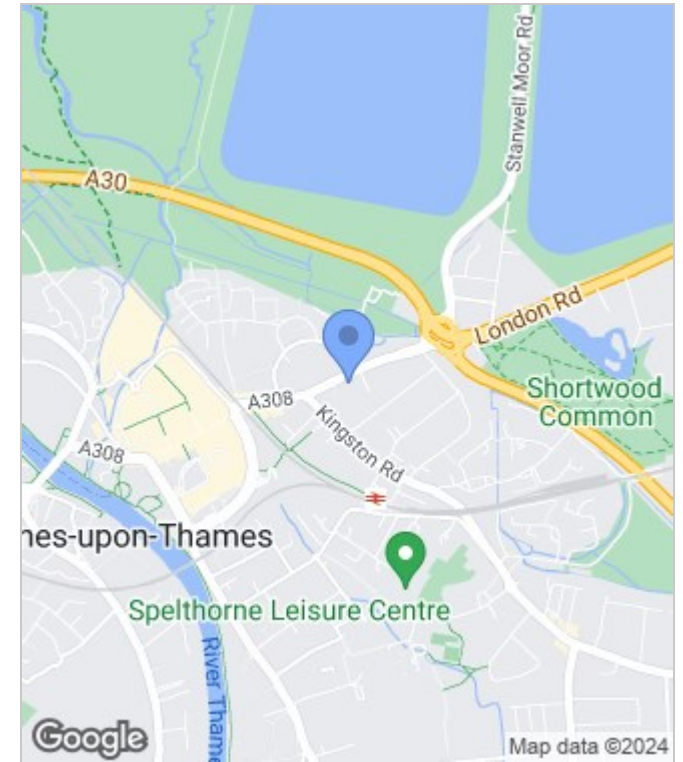 Stanwell Moor Rd
A30
London Rd
Shortwood
Common
A308
Kingston Rd
A308
nes-upon-Thames
Spelthorne Leisure Centre
River Thame
Google
Map data ©2024